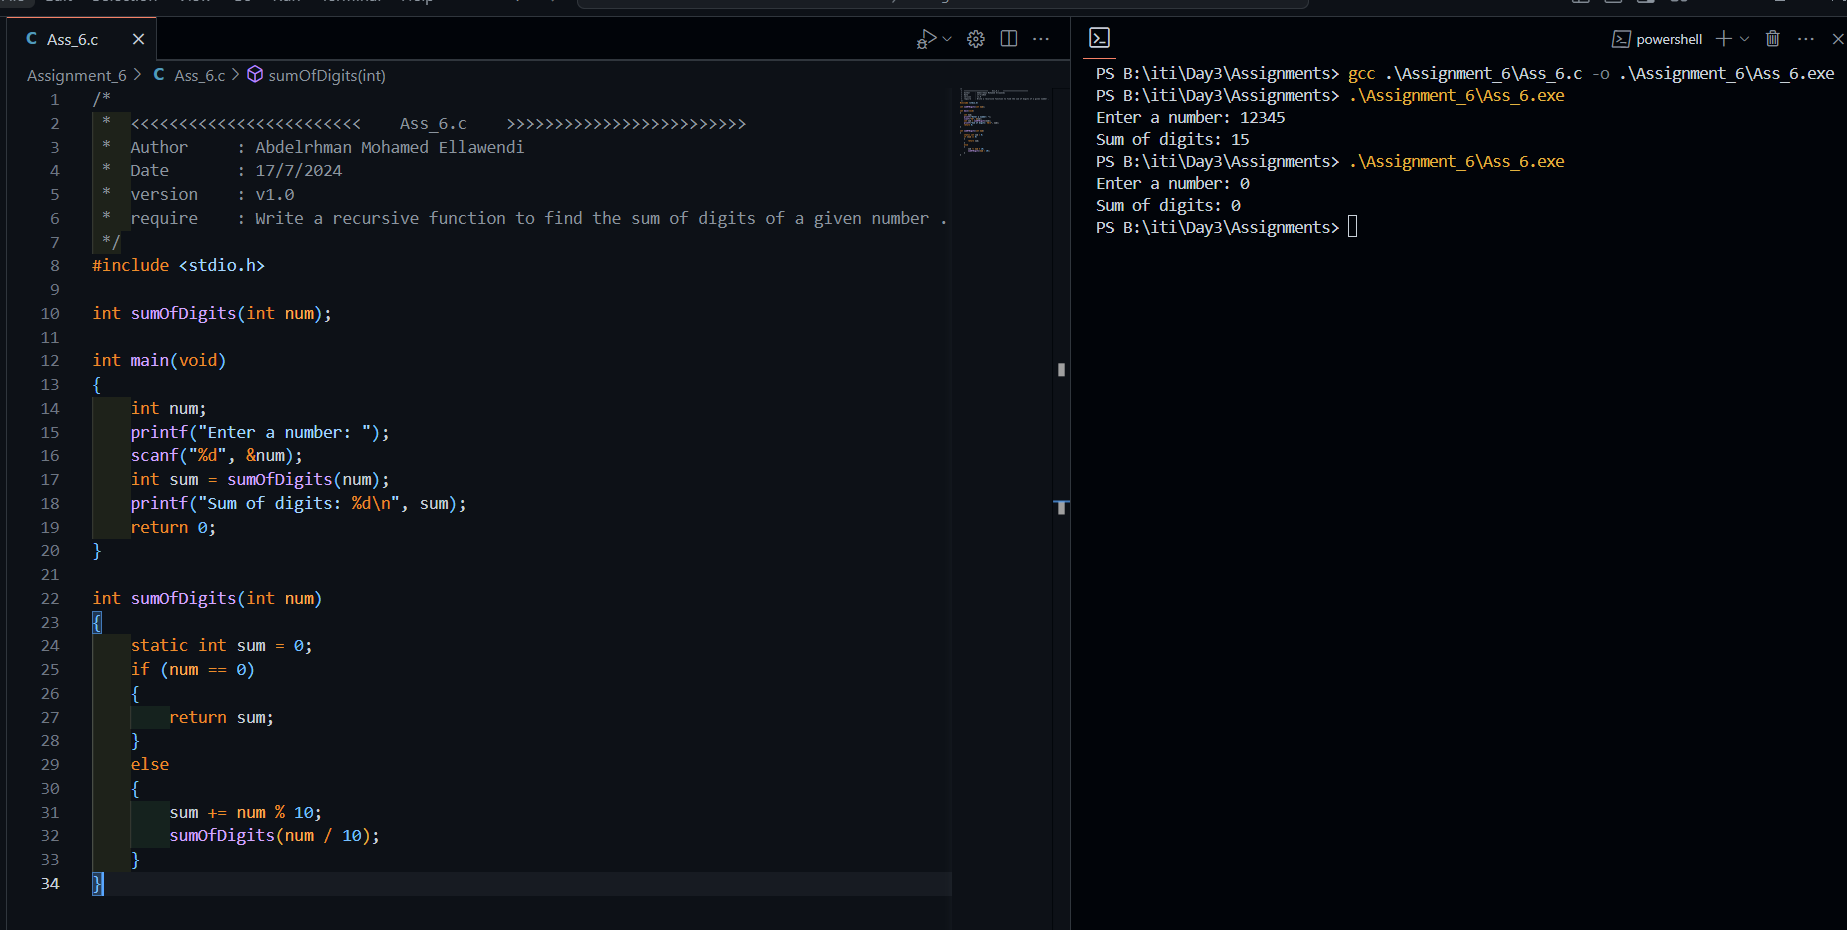 Ass_6.c
Assignment_6 > C Ass_6.c > sumOfDigits(int)
1 /*
2  *  <<<<<<<<<<<<<<<<<<<<<<<<    Ass_6.c    >>>>>>>>>>>>>>>>>>>>>>>>>
3  *  Author     : Abdelrhman Mohamed Ellawendi
4  *  Date       : 17/7/2024
5  *  version    : v1.0
6  *  require    : Write a recursive function to find the sum of digits of a given number .
7  */
8 #include <stdio.h>
9
10 int sumOfDigits(int num);
11
12 int main(void)
13 {
14     int num;
15     printf("Enter a number: ");
16     scanf("%d", &num);
17     int sum = sumOfDigits(num);
18     printf("Sum of digits: %d\n", sum);
19     return 0;
20 }
21
22 int sumOfDigits(int num)
23 {
24     static int sum = 0;
25     if (num == 0)
26     {
27         return sum;
28     }
29     else
30     {
31         sum += num % 10;
32         sumOfDigits(num / 10);
33     }
34 }
powershell
PS B:\iti\Day3\Assignments> gcc .\Assignment_6\Ass_6.c -o .\Assignment_6\Ass_6.exe
PS B:\iti\Day3\Assignments> .\Assignment_6\Ass_6.exe
Enter a number: 12345
Sum of digits: 15
PS B:\iti\Day3\Assignments> .\Assignment_6\Ass_6.exe
Enter a number: 0
Sum of digits: 0
PS B:\iti\Day3\Assignments>